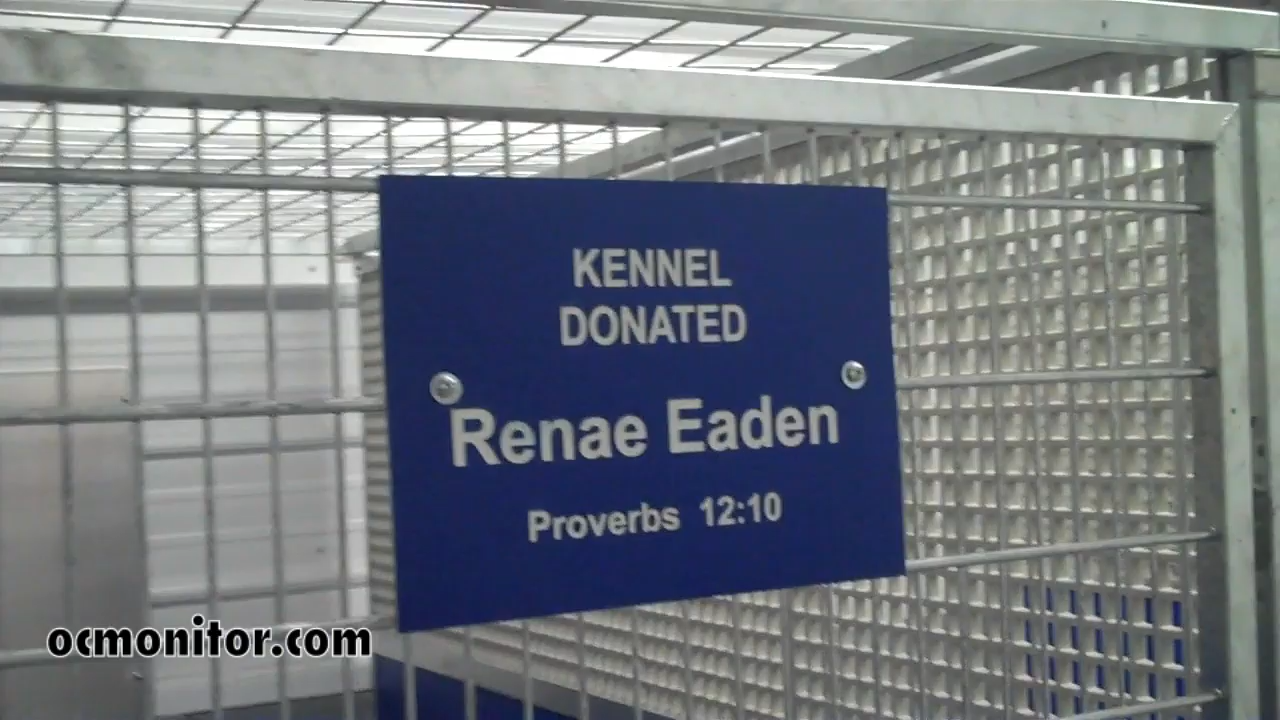 KENNEL
DONATED
Renae Eaden
Proverbs 12:10
ocmonitor.com